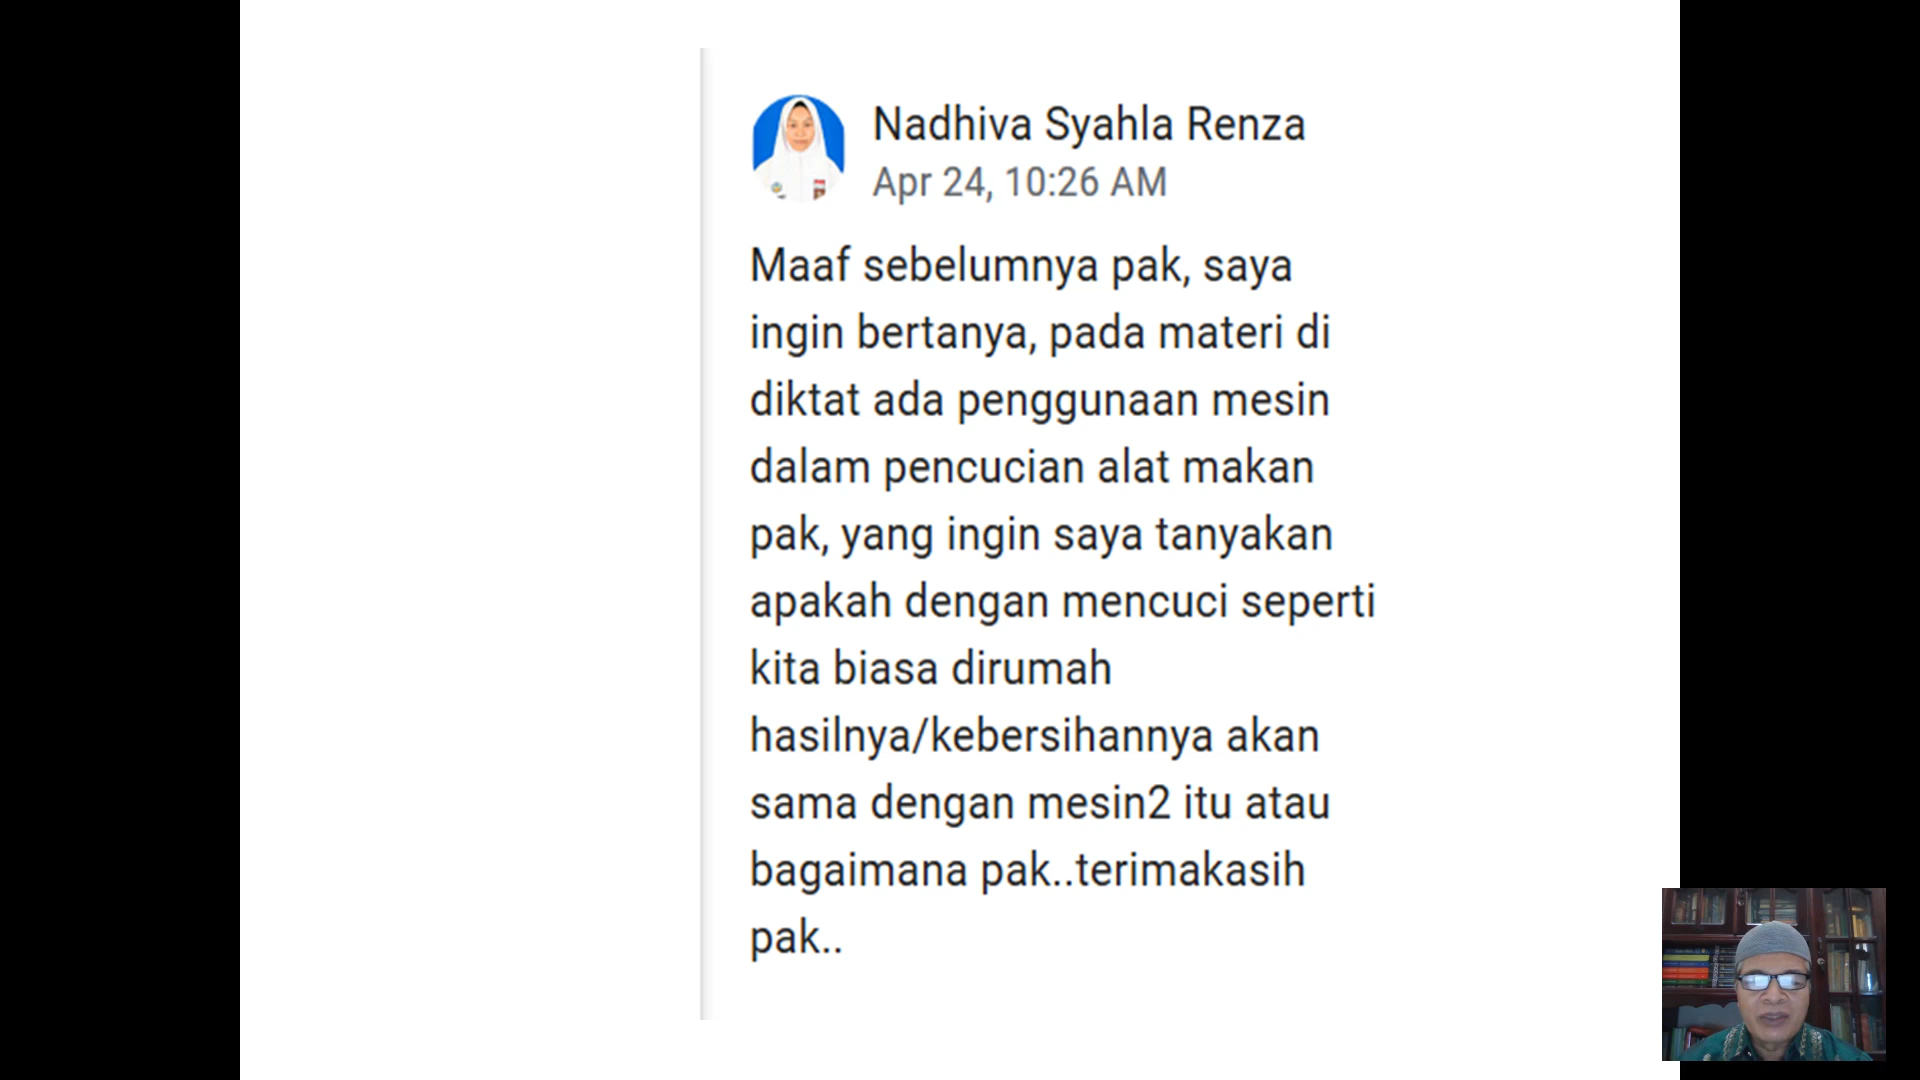 Nadhiva Syahla Renza
Apr 24, 10:26 AM
Maaf sebelumnya pak, saya
ingin bertanya, pada materi di
diktat ada penggunaan mesin
dalam pencucian alat makan
pak, yang ingin saya tanyakan
apakah dengan mencuci seperti
kita biasa dirumah
hasilnya/kebersihannya akan
sama dengan mesin2 itu atau
bagaimana pak..terimakasih
pak..